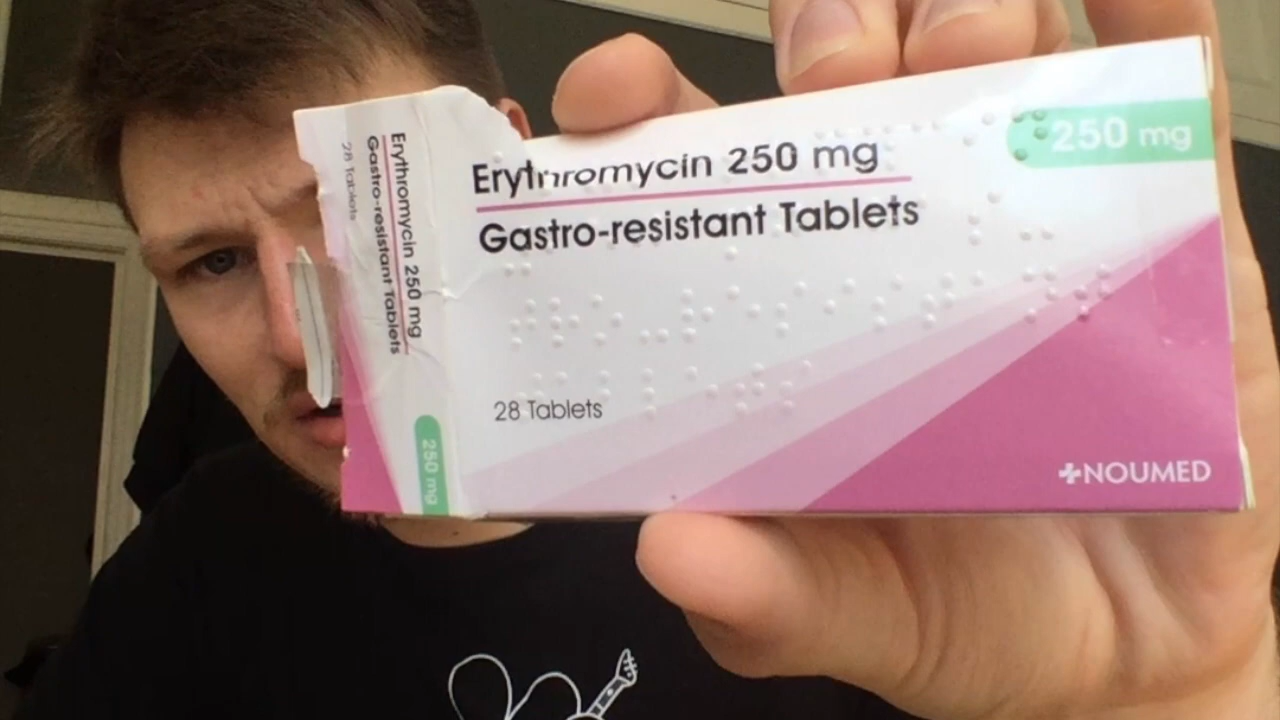 Erythromycin 250 mg
Gastro-resistant Tablets
28 Tablets
250 mg
Erythromycin 250 mg
Gastro-resistant Tablets
250 mg
28 Tablets
NOUMED